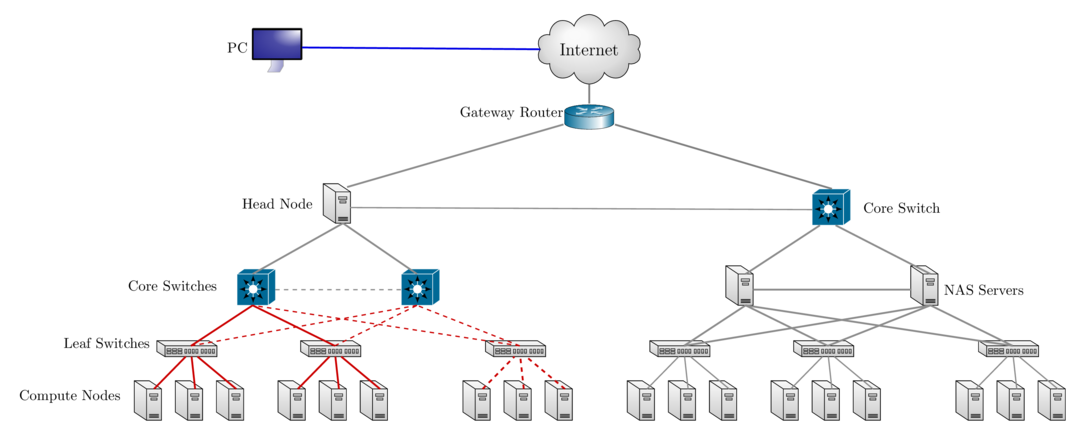 PC
Internet
Gateway Router
Head Node
Core Switch
Core Switches
NAS Servers
Leaf Switches
Compute Nodes